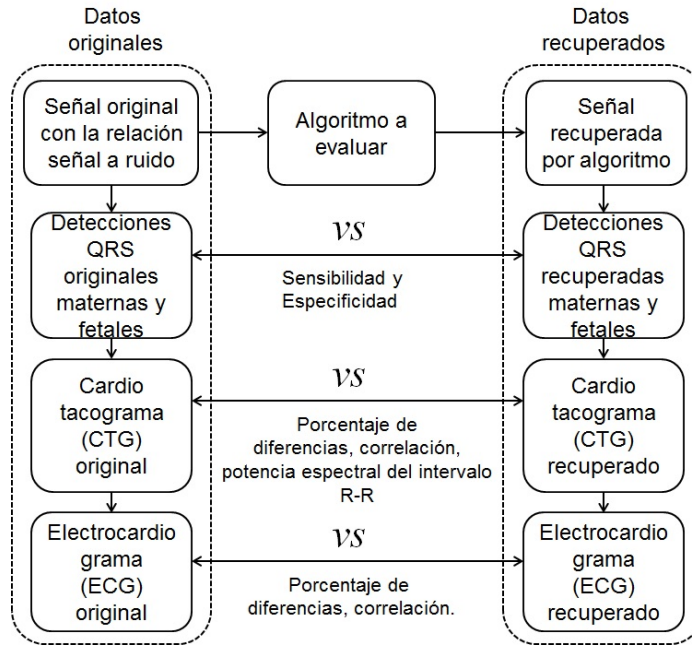 Datos
originales
Datos
recuperados
Señal original
con la relación
señal a ruido
Algoritmo a
evaluar
Señal
recuperada
por algoritmo
Detecciones
QRS
originales
maternas y
fetales
vs
Sensibilidad y
Especificidad
Detecciones
QRS
recuperadas
maternas y
fetales
Cardio
tacograma
(CTG)
original
vs
Porcentaje de
diferencias, correlación,
potencia espectral del intervalo
R-R
Cardio
tacograma
(CTG)
recuperado
Electrocardio
grama
(ECG)
original
vs
Porcentaje de
diferencias, correlación.
Electrocardio
grama
(ECG)
recuperado